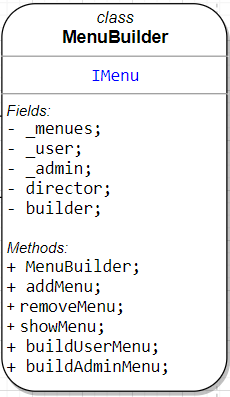 class
MenuBuilder
IMenu
Fields:
- _menues;
- _user;
- _admin;
- director;
- builder;
Methods:
+ MenuBuilder;
+ addMenu;
+ removeMenu;
+ showMenu;
+ buildUserMenu;
+ buildAdminMenu;